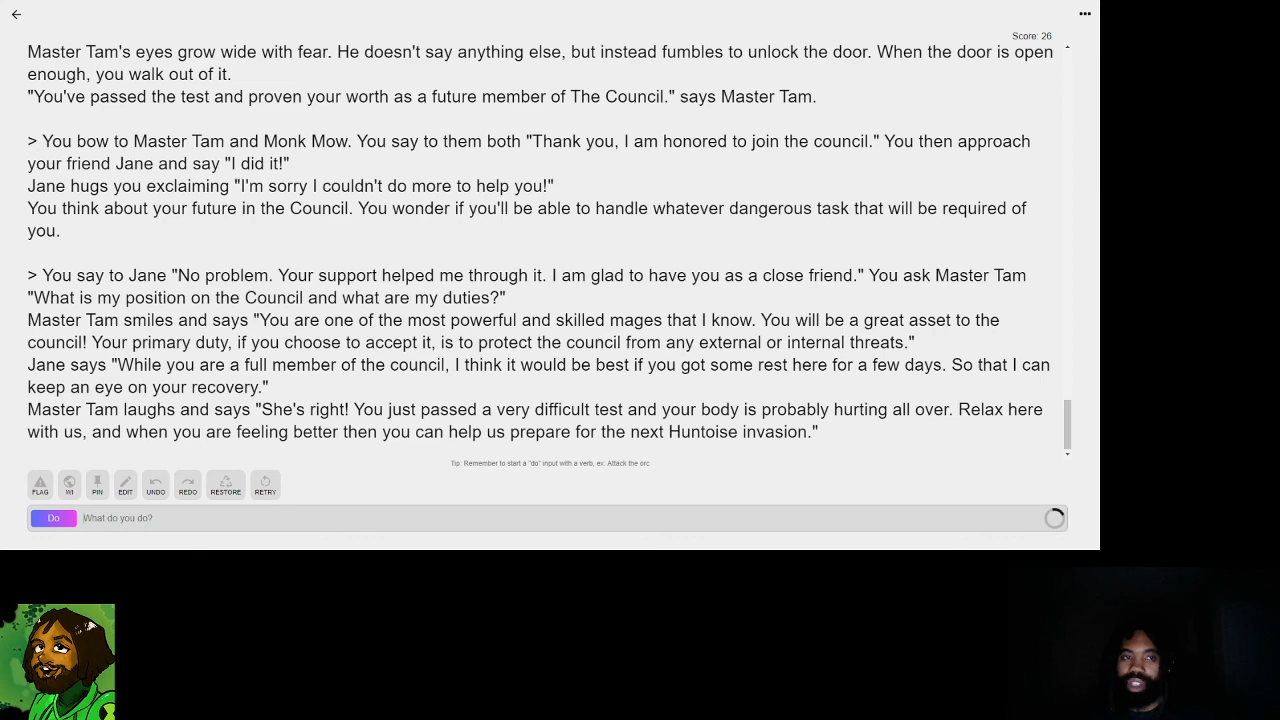 Score: 26
Master Tam's eyes grow wide with fear. He doesn't say anything else, but instead fumbles to unlock the door. When the door is open
enough, you walk out of it.
"You've passed the test and proven your worth as a future member of The Council." says Master Tam.
> You bow to Master Tam and Monk Mow. You say to them both "Thank you, I am honored to join the council." You then approach
your friend Jane and say "I did it!"
Jane hugs you exclaiming "I'm sorry I couldn't do more to help you!"
You think about your future in the Council. You wonder if you'll be able to handle whatever dangerous task that will be required of
you.
> You say to Jane "No problem. Your support helped me through it. I am glad to have you as a close friend." You ask Master Tam
"What is my position on the Council and what are my duties?"
Master Tam smiles and says "You are one of the most powerful and skilled mages that I know. You will be a great asset to the
council! Your primary duty, if you choose to accept it, is to protect the council from any external or internal threats."
Jane says "While you are a full member of the council, I think it would be best if you got some rest here for a few days. So that I can
keep an eye on your recovery."
Master Tam laughs and says "She's right! You just passed a very difficult test and your body is probably hurting all over. Relax here
with us, and when you are feeling better then you can help us prepare for the next Huntoise invasion."
Tip: Remember to start a "do" input with a verb, ex: Attack the orc
FLAG WI PIN EDIT UNDO REDO RESTORE RETRY
Do What do you do?